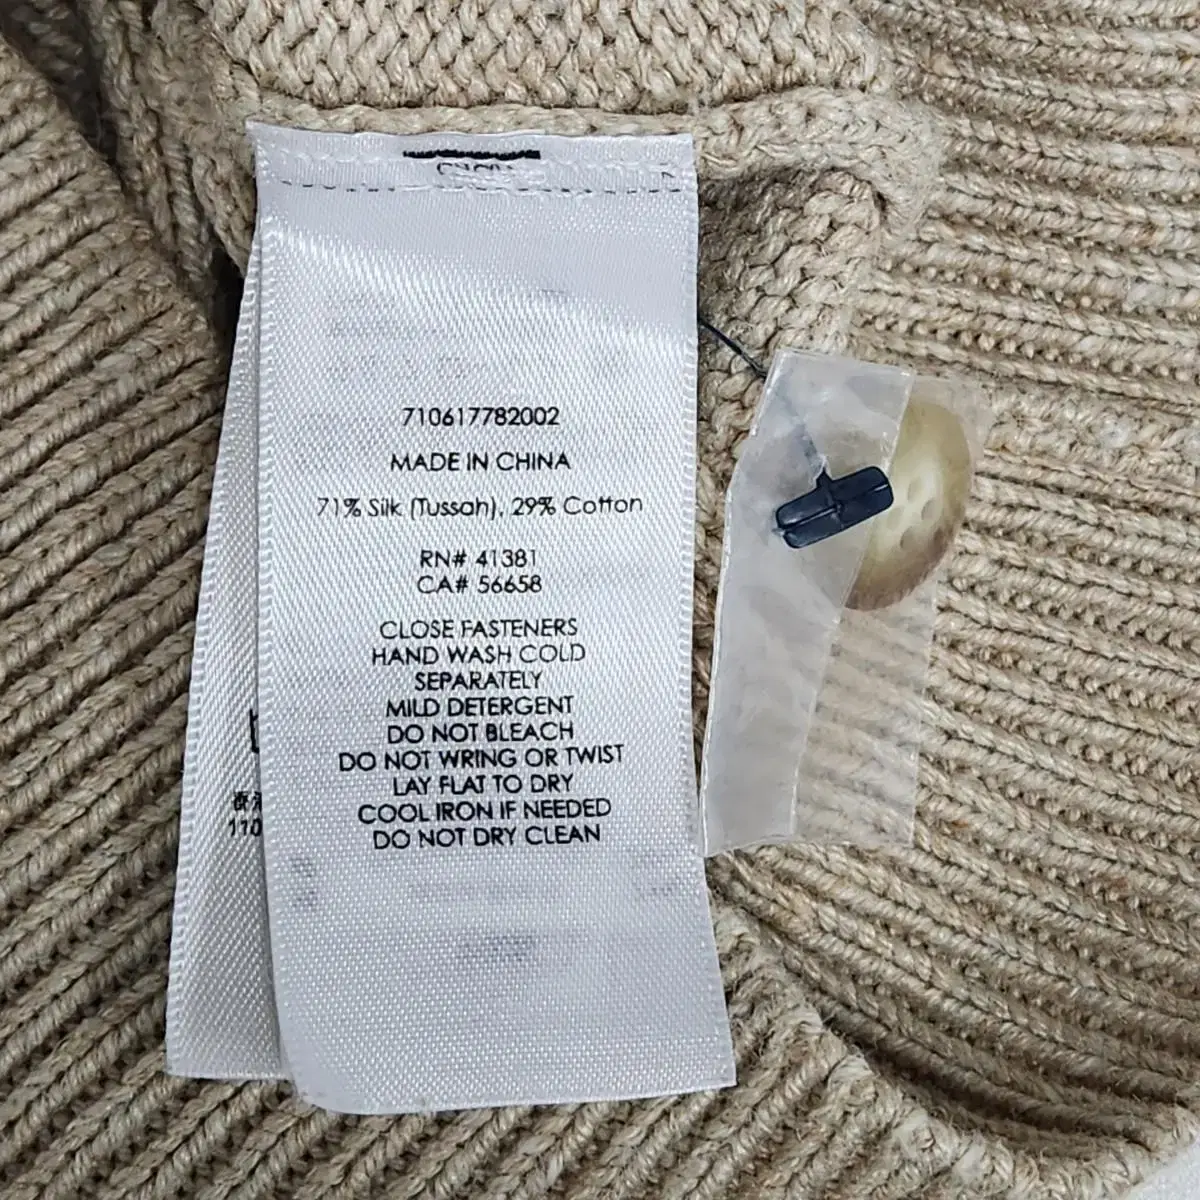 710617782002
MADE IN CHINA
71% Silk (Tussah), 29% Cotton
RN# 41381
CA# 56658
CLOSE FASTENERS
HAND WASH COLD
SEPARATELY
MILD DETERGENT
DO NOT BLEACH
DO NOT WRING OR TWIST
LAY FLAT TO DRY
COOL IRON IF NEEDED
DO NOT DRY CLEAN
110